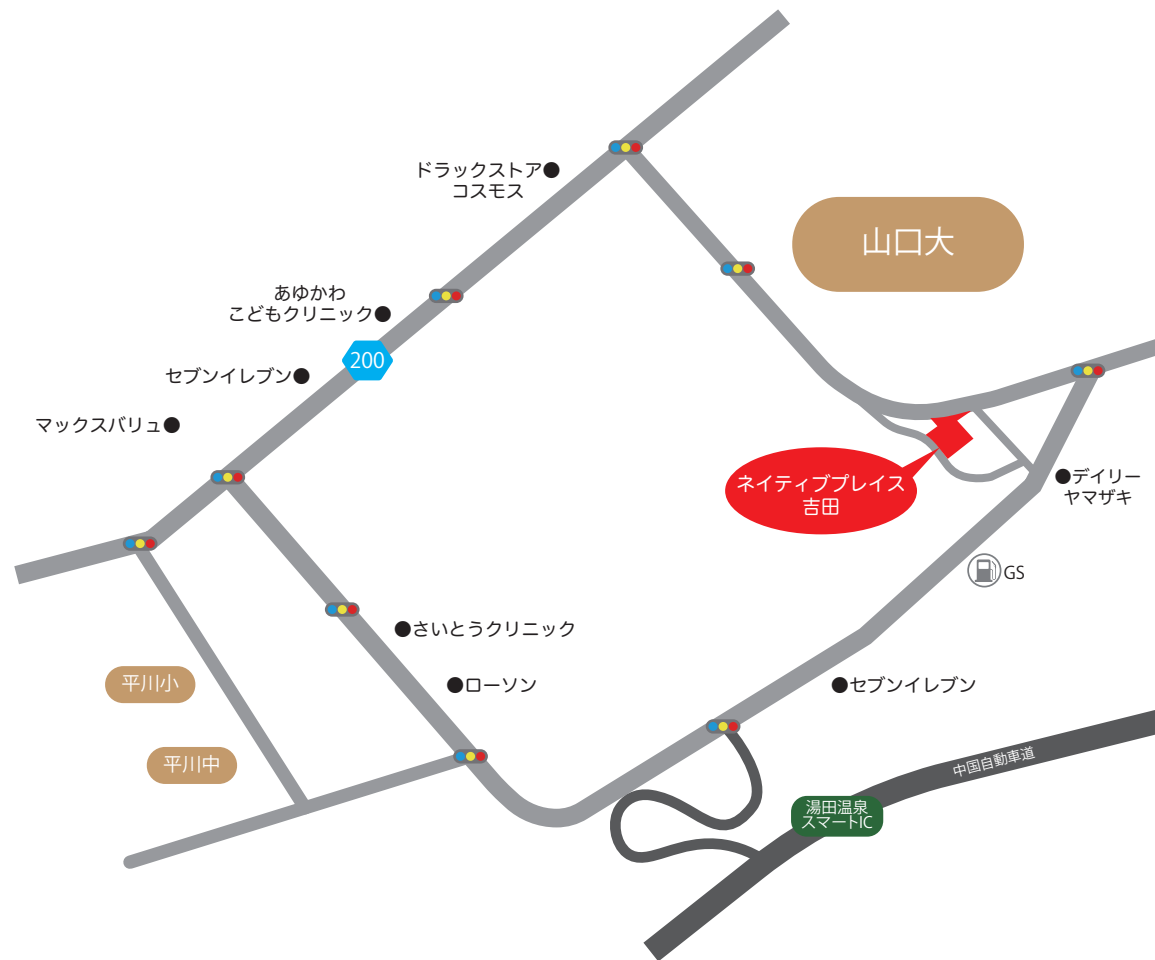 ドラックストア
コスモス
山口大
あゆかわ
こどもクリニック
200
セブンイレブン
マックスバリュ
ネイティブプレイス
吉田
デイリー
ヤマザキ
GS
さいとうクリニック
ローソン
セブンイレブン
平川小
平川中
中国自動車道
湯田温泉
スマートIC